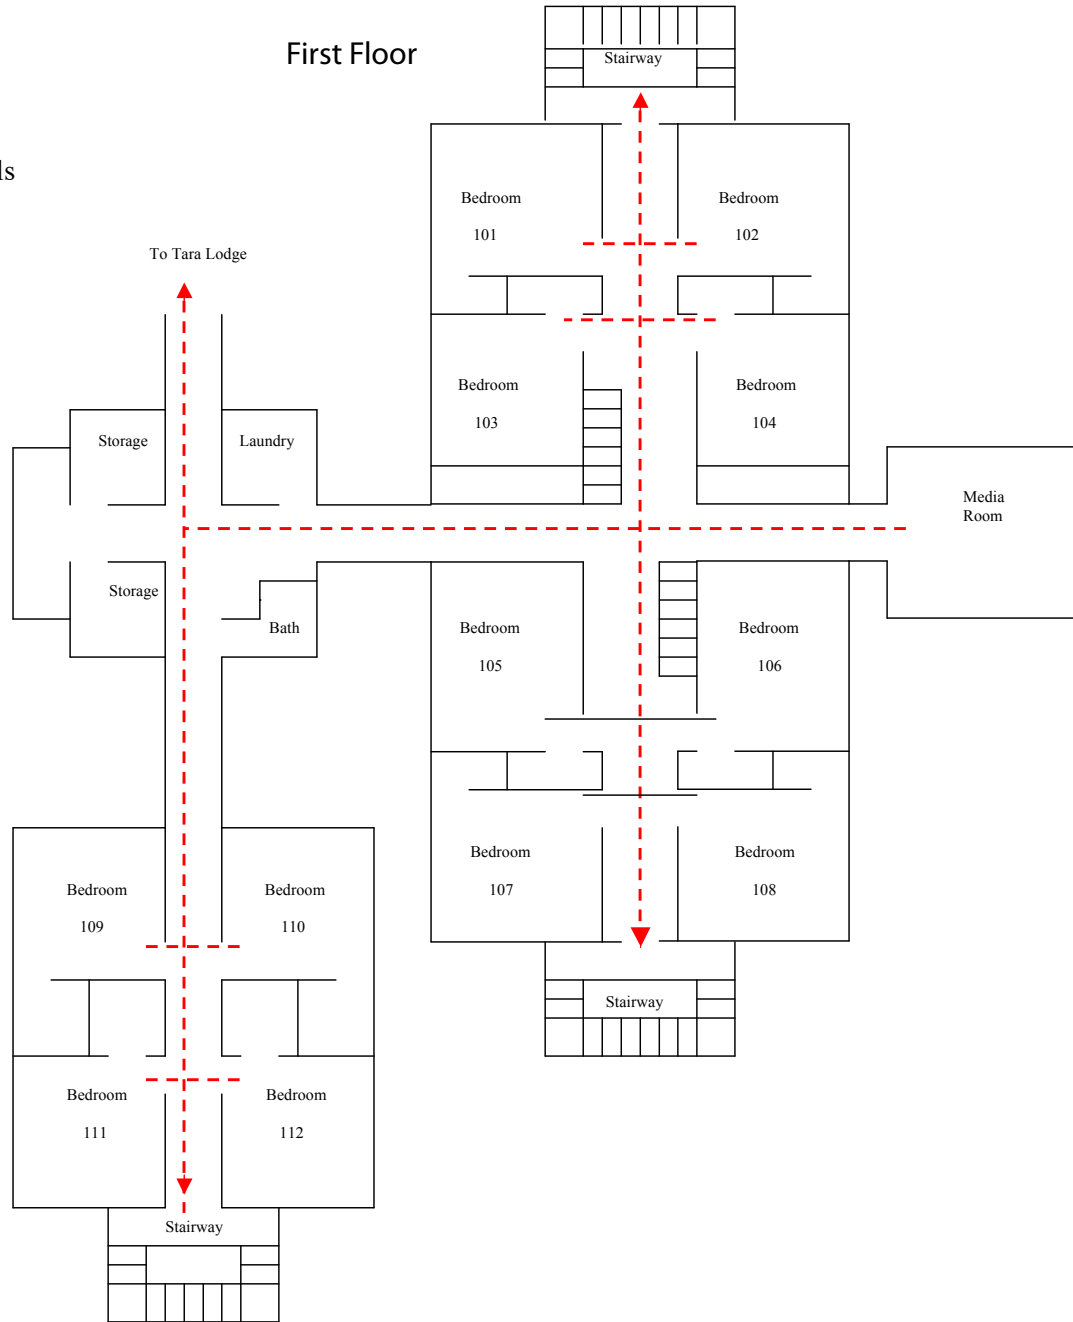 First Floor
Stairway
ls
Bedroom
101
Bedroom
102
To Tara Lodge
Bedroom
103
Bedroom
104
Storage
Laundry
Media
Room
Storage
Bath
Bedroom
105
Bedroom
106
Bedroom
107
Bedroom
108
Bedroom
109
Bedroom
110
Stairway
Bedroom
111
Bedroom
112
Stairway